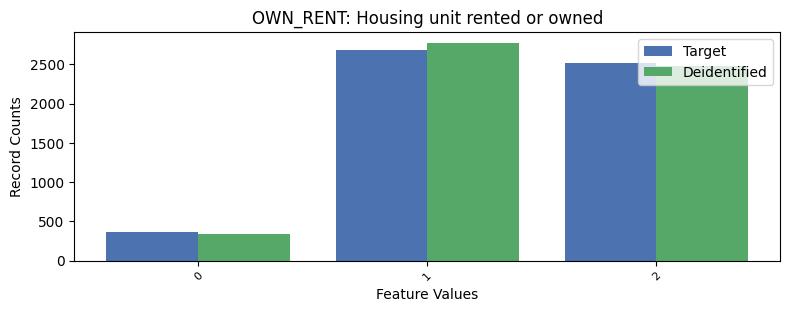 OWN_RENT: Housing unit rented or owned
Target
Deidentified
2500
2000
1500
1000
500
0
Record Counts
0
1
2
Feature Values